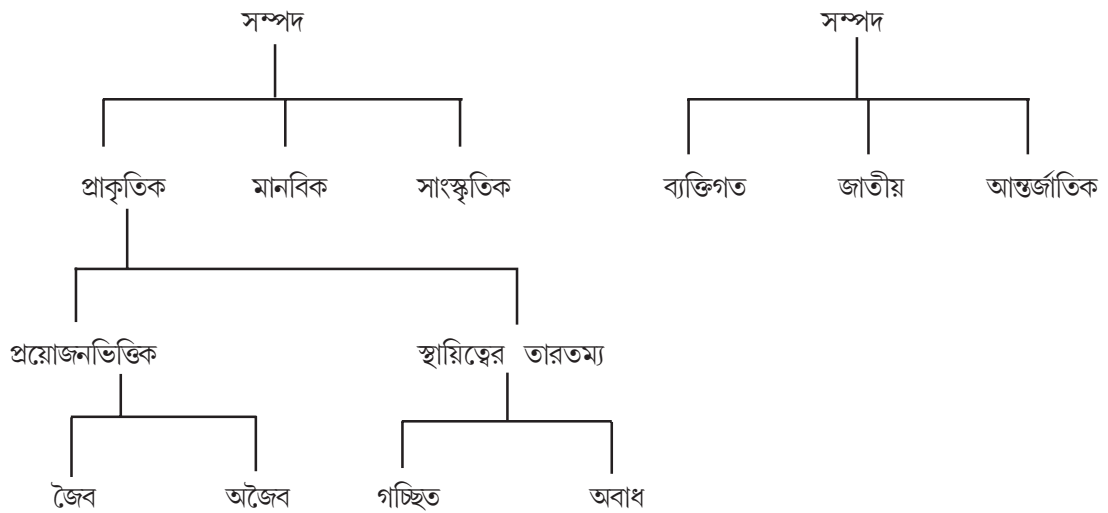 সম্পদ সম্পদ
প্রাকৃতিক মানবিক সাংস্কৃতিক ব্যক্তিগত জাতীয় আন্তর্জাতিক
প্রয়োজনভিত্তিক স্থায়িত্বের তারতম্য
জৈব অজৈব গচ্ছিত অবাধ